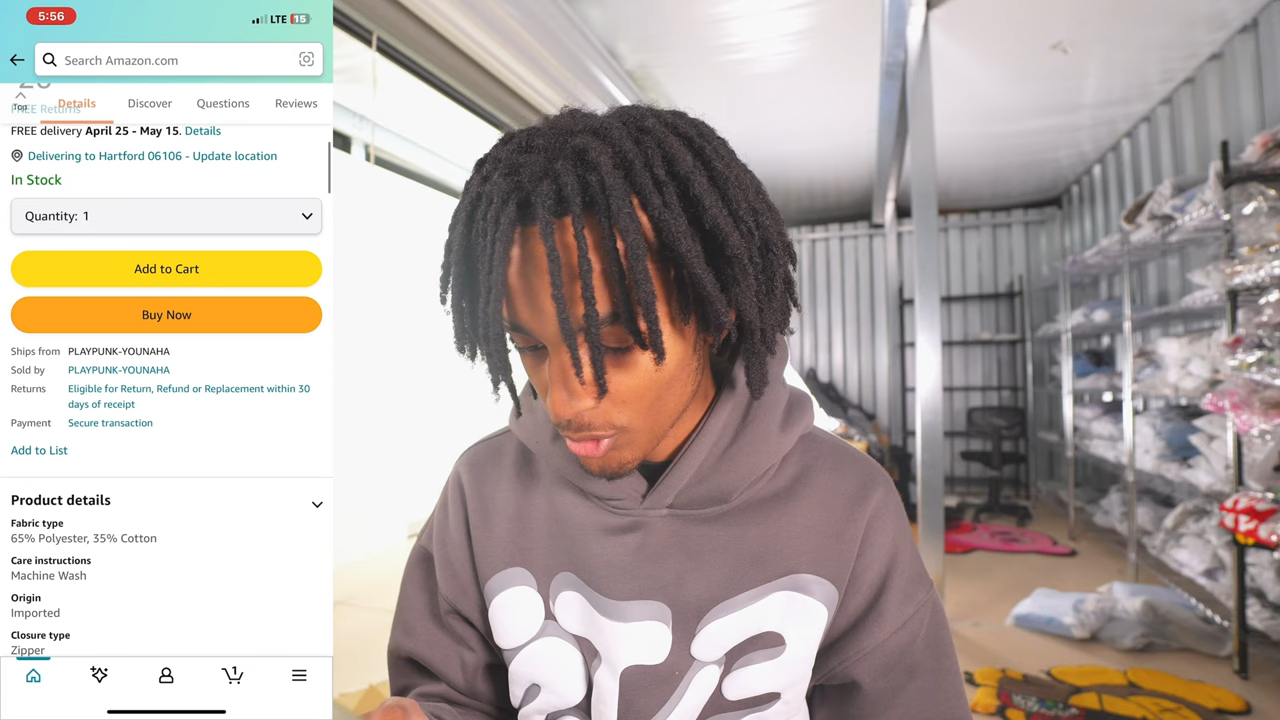 5:56
LTE 15
Search Amazon.com
Top
Details Discover Questions Reviews
FREE Returns
FREE delivery April 25 - May 15. Details
Delivering to Hartford 06106 - Update location
In Stock
Quantity: 1
Add to Cart
Buy Now
Ships from PLAYPUNK-YOUNAHA
Sold by PLAYPUNK-YOUNAHA
Returns Eligible for Return, Refund or Replacement within 30
days of receipt
Payment Secure transaction
Add to List
Product details
Fabric type
65% Polyester, 35% Cotton
Care instructions
Machine Wash
Origin
Imported
Closure type
Zipper
1